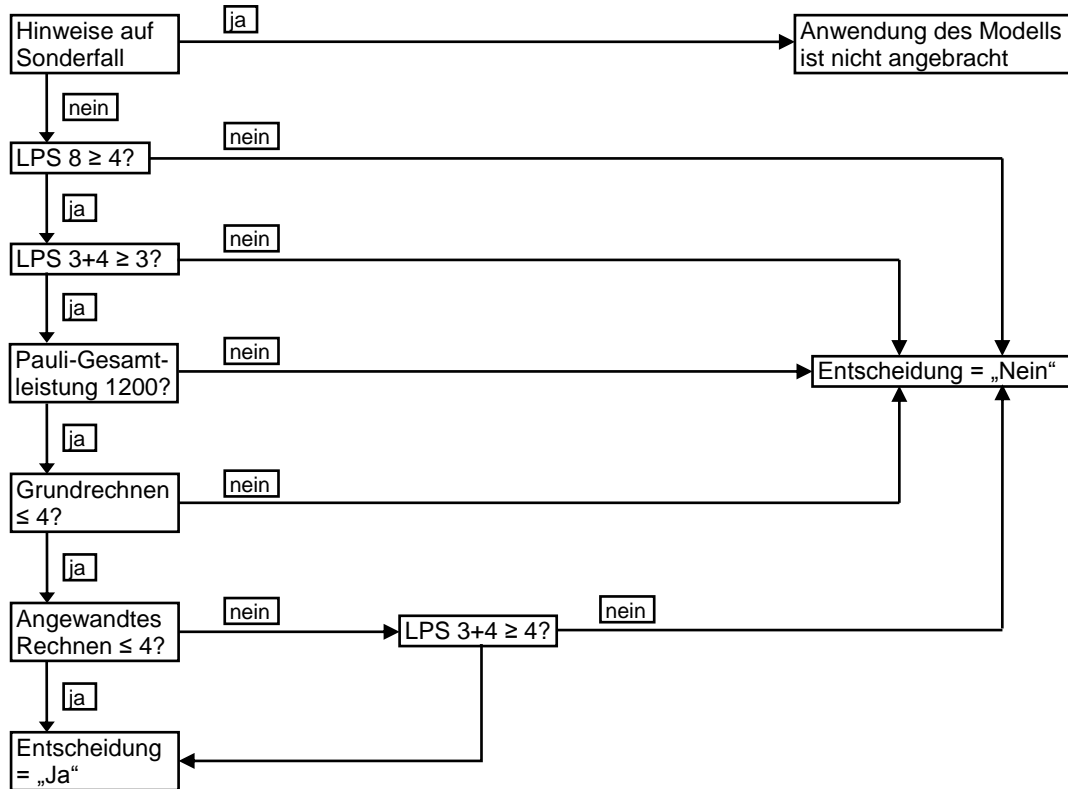 Hinweise auf
Sonderfall
ja
Anwendung des Modells
ist nicht angebracht
nein
LPS 8 ≥ 4?
nein
ja
LPS 3+4 ≥ 3?
nein
ja
Pauli-Gesamt-
leistung 1200?
nein
Entscheidung = „Nein“
ja
Grundrechnen
≤ 4?
nein
ja
Angewandtes
Rechnen ≤ 4?
nein
LPS 3+4 ≥ 4?
nein
ja
Entscheidung
= „Ja“